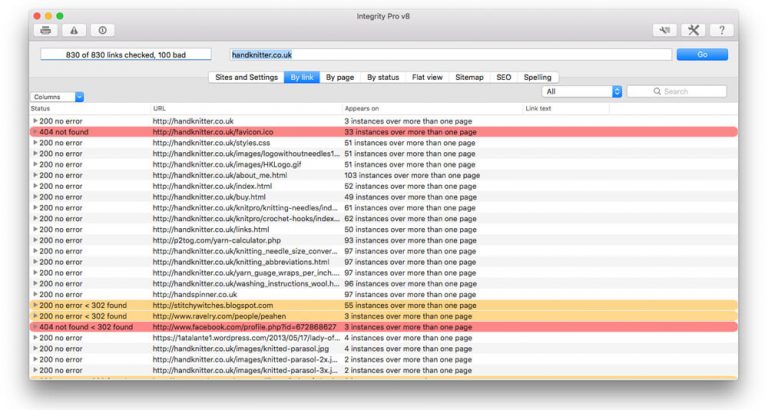 Integrity Pro v8
830 of 830 links checked, 100 bad handknitter.co.uk Go
Sites and Settings By link By page By status Flat view Sitemap SEO Spelling
Columns All Search
Status URL Appears on Link text
200 no error http://handknitter.co.uk 3 instances over more than one page
404 not found http://handknitter.co.uk/favicon.ico 33 instances over more than one page
200 no error http://handknitter.co.uk/styles.css 51 instances over more than one page
200 no error http://handknitter.co.uk/images/logowithoutneedles1... 51 instances over more than one page
200 no error http://handknitter.co.uk/images/HKLogo.gif 51 instances over more than one page
200 no error http://handknitter.co.uk/about_me.html 103 instances over more than one page
200 no error http://handknitter.co.uk/index.html 52 instances over more than one page
200 no error http://handknitter.co.uk/buy.html 49 instances over more than one page
200 no error http://handknitter.co.uk/knitpro/knitting-needles/ind... 61 instances over more than one page
200 no error http://handknitter.co.uk/knitpro/crochet-hooks/index... 62 instances over more than one page
200 no error http://handknitter.co.uk/links.html 50 instances over more than one page
200 no error http://p2tog.com/yarn-calculator.php 93 instances over more than one page
200 no error http://handknitter.co.uk/knitting_needle_size_conver... 97 instances over more than one page
200 no error http://handknitter.co.uk/knitting_abbreviations.html 97 instances over more than one page
200 no error http://handknitter.co.uk/yarn_guage_wraps_per_inch.... 98 instances over more than one page
200 no error http://handknitter.co.uk/washing_instructions_wool.h... 96 instances over more than one page
200 no error http://handspinner.co.uk 97 instances over more than one page
200 no error < 302 found http://stitchywitches.blogspot.com 55 instances over more than one page
200 no error < 302 found http://www.ravelry.com/people/peahen 3 instances over more than one page
404 not found < 302 found http://www.facebook.com/profile.php?id=672868627 3 instances over more than one page
200 no error https://1atalante1.wordpress.com/2013/05/17/lady-of... 3 instances over more than one page
200 no error http://handknitter.co.uk/images/knitted-parasol.jpg 4 instances over more than one page
200 no error http://handknitter.co.uk/images/knitted-parasol-2x.j... 2 instances over more than one page
200 no error http://handknitter.co.uk/images/knitted-parasol-3x.j... 2 instances over more than one page